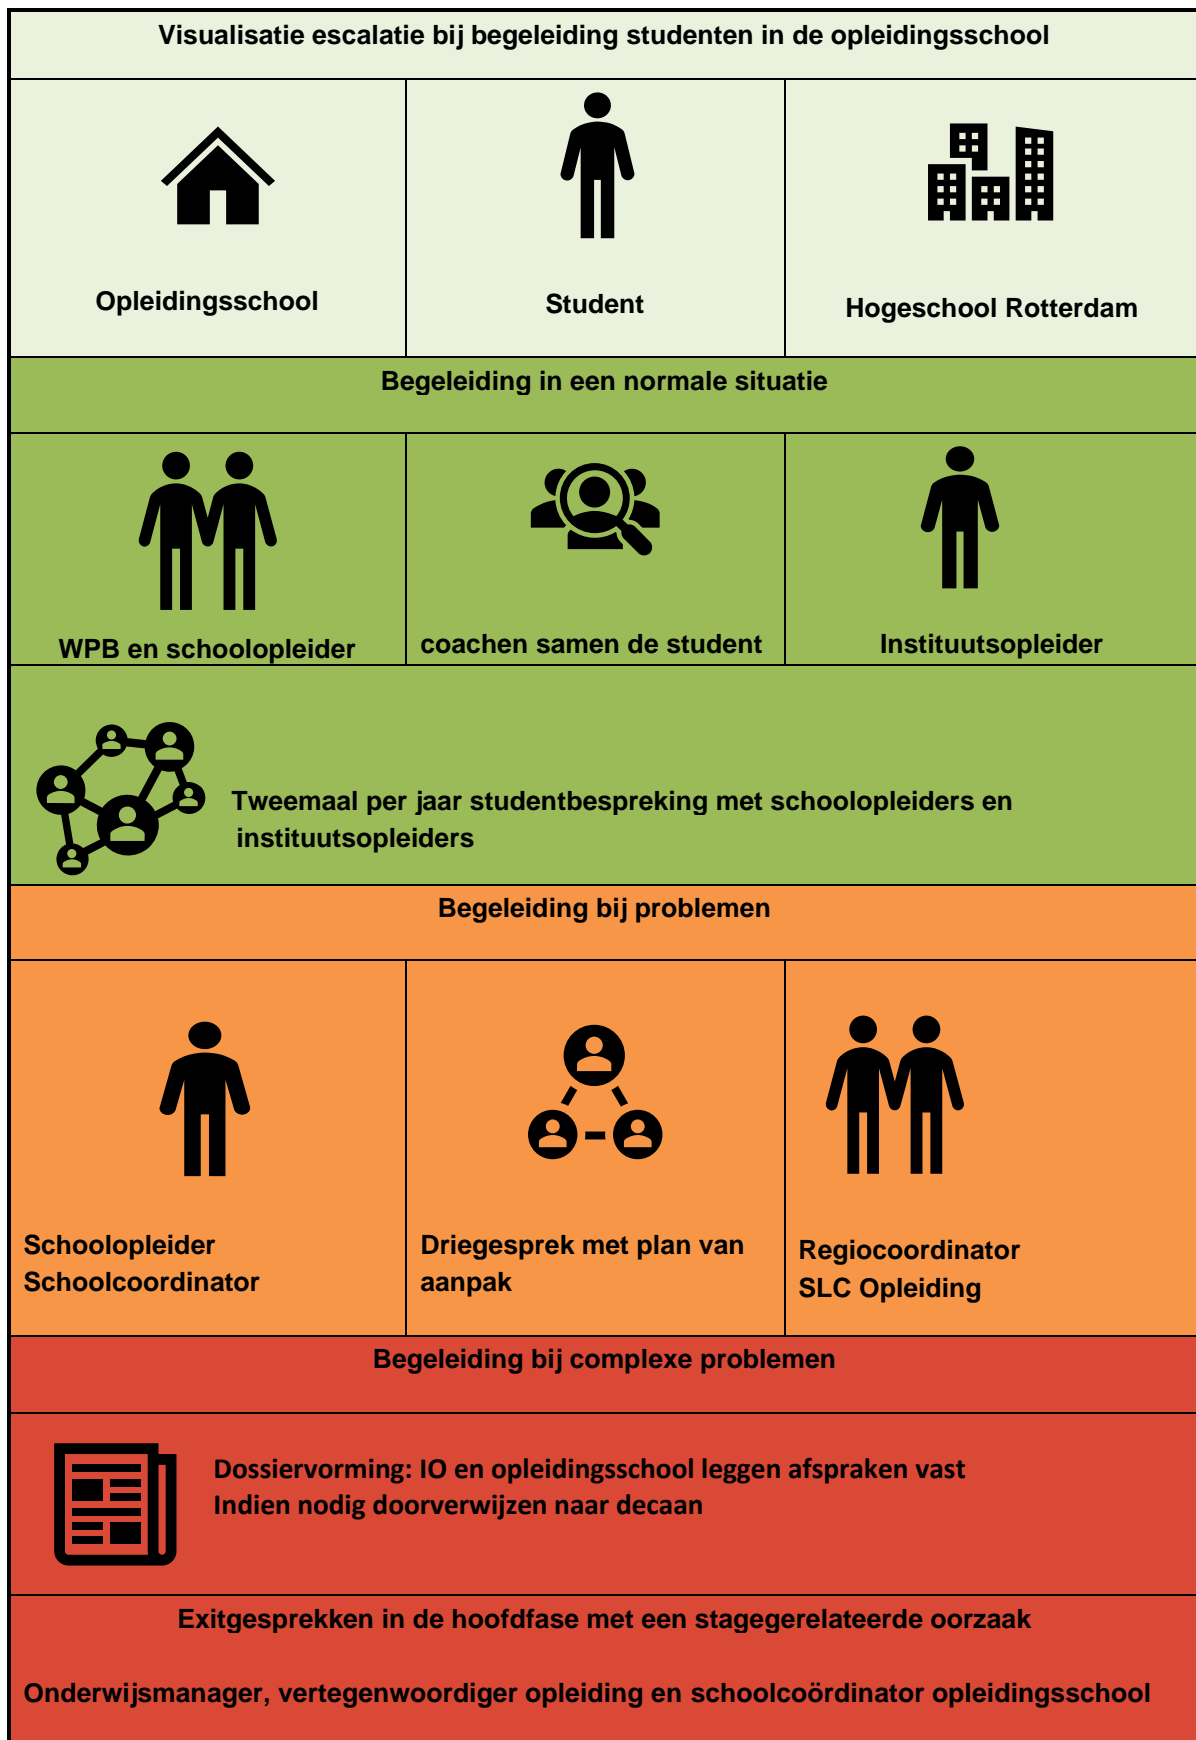 Visualisatie escalatie bij begeleiding studenten in de opleidingsschool
Opleidingsschool
Student
Hogeschool Rotterdam
Begeleiding in een normale situatie
WPB en schoolopleider
coachen samen de student
Instituutsopleider
Tweemaal per jaar studentbespreking met schoolopleiders en
instituutsopleiders
Begeleiding bij problemen
Schoolopleider
Schoolcoordinator
Driegesprek met plan van
aanpak
Regiocoordinator
SLC Opleiding
Begeleiding bij complexe problemen
Dossiervorming: IO en opleidingsschool leggen afspraken vast
Indien nodig doorverwijzen naar decaan
Exitgesprekken in de hoofdfase met een stagegerelateerde oorzaak
Onderwijsmanager, vertegenwoordiger opleiding en schoolcoördinator opleidingsschool